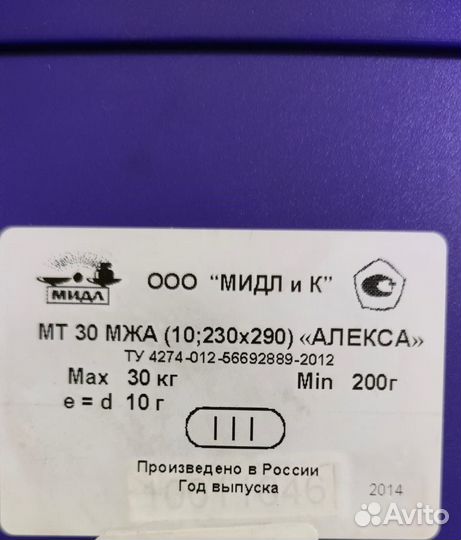 МИДЛ
ООО "МИДЛ и К"
МТ 30 МЖА (10;230х290) «АЛЕКСА»
ТУ 4274-012-56692889-2012
Max 30 кг Min 200г
e = d 10 г
III
Произведено в России
Год выпуска 2014
Avito